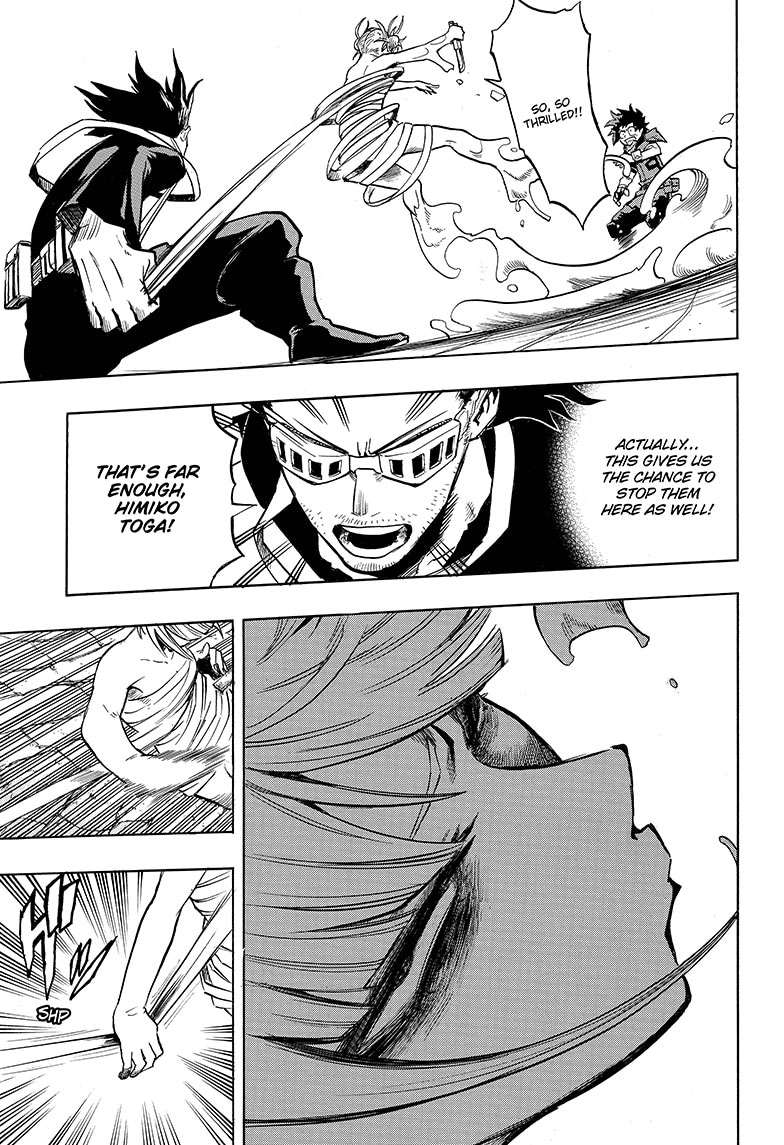 SO, SO
THRILLED!!
ACTUALLY...
THIS GIVES US
THE CHANCE TO
STOP THEM
HERE AS WELL!
THAT'S FAR
ENOUGH,
HIMIKO
TOGA!
SHP